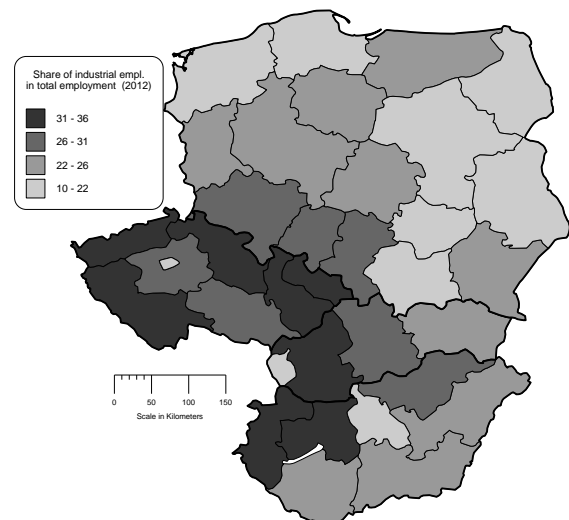 Share of industrial empl.
in total employment (2012)
31 - 36
26 - 31
22 - 26
10 - 22
0 50 100 150
Scale in Kilometers